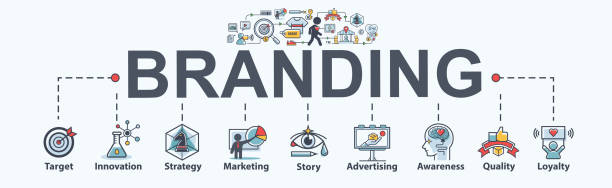 BRANDING
Target
Innovation
Strategy
Marketing
Story
Advertising
Awareness
Quality
Loyalty